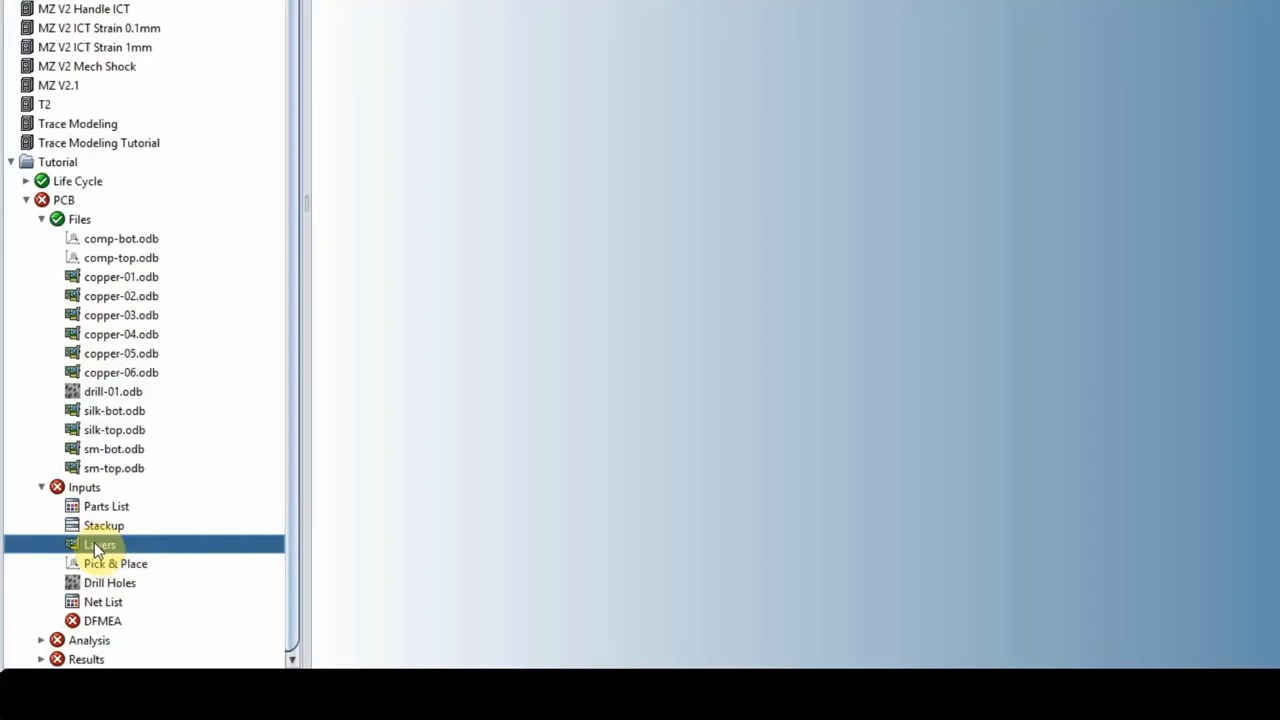 MZ V2 Handle ICT
MZ V2 ICT Strain 0.1mm
MZ V2 ICT Strain 1mm
MZ V2 Mech Shock
MZ V2.1
T2
Trace Modeling
Trace Modeling Tutorial
Tutorial
Life Cycle
PCB
Files
comp-bot.odb
comp-top.odb
copper-01.odb
copper-02.odb
copper-03.odb
copper-04.odb
copper-05.odb
copper-06.odb
drill-01.odb
silk-bot.odb
silk-top.odb
sm-bot.odb
sm-top.odb
Inputs
Parts List
Stackup
Layers
Pick & Place
Drill Holes
Net List
DFMEA
Analysis
Results